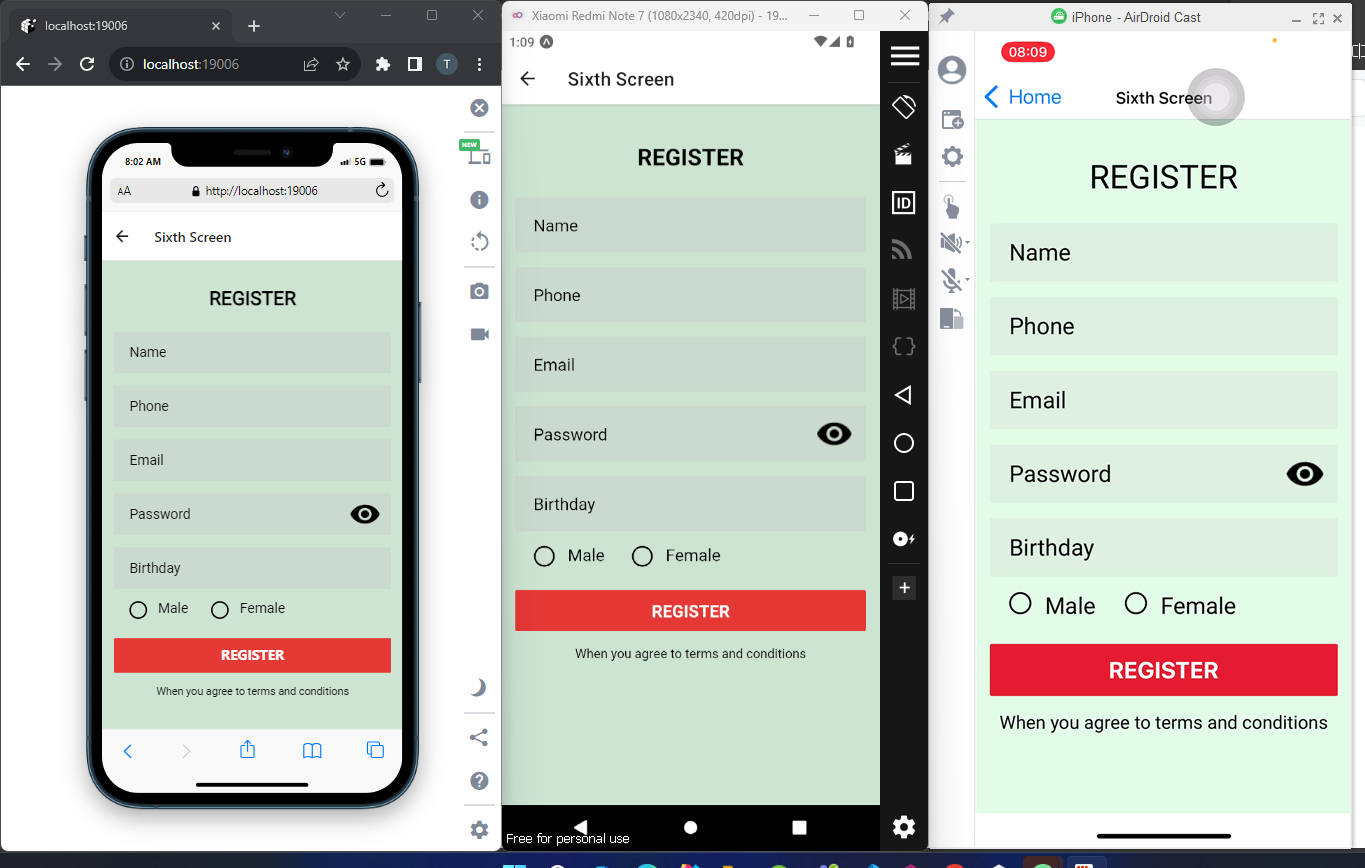 localhost:19006
localhost:19006
T
NEW
8:02 AM
5G
AA
http://localhost:19006
Sixth Screen
REGISTER
Name
Phone
Email
Password
Birthday
Male
Female
REGISTER
When you agree to terms and conditions
Xiaomi Redmi Note 7 (1080x2340, 420dpi) - 19...
1:09
Sixth Screen
REGISTER
Name
Phone
Email
Password
Birthday
Male
Female
REGISTER
When you agree to terms and conditions
Free for personal use
ID
iPhone - AirDroid Cast
08:09
Home
Sixth Screen
REGISTER
Name
Phone
Email
Password
Birthday
Male
Female
REGISTER
When you agree to terms and conditions